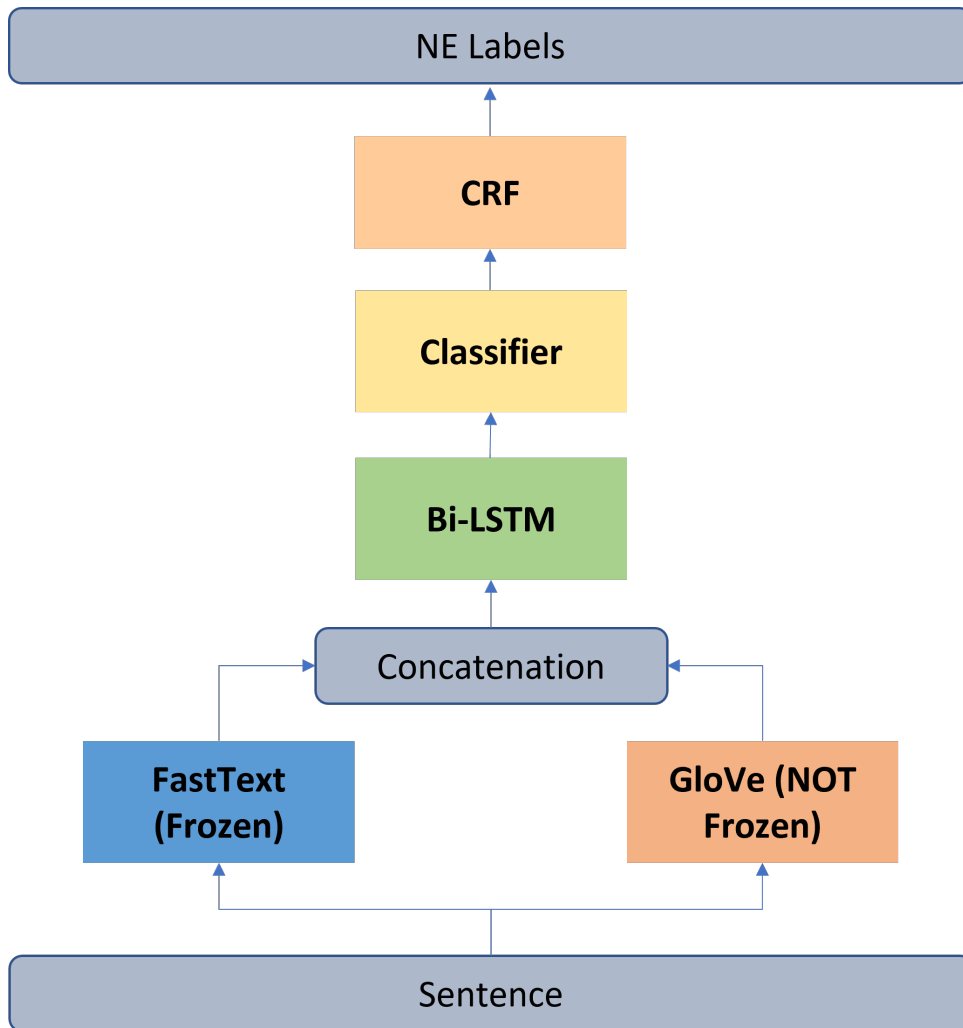 NE Labels
CRF
Classifier
Bi-LSTM
Concatenation
FastText
(Frozen)
GloVe (NOT
Frozen)
Sentence